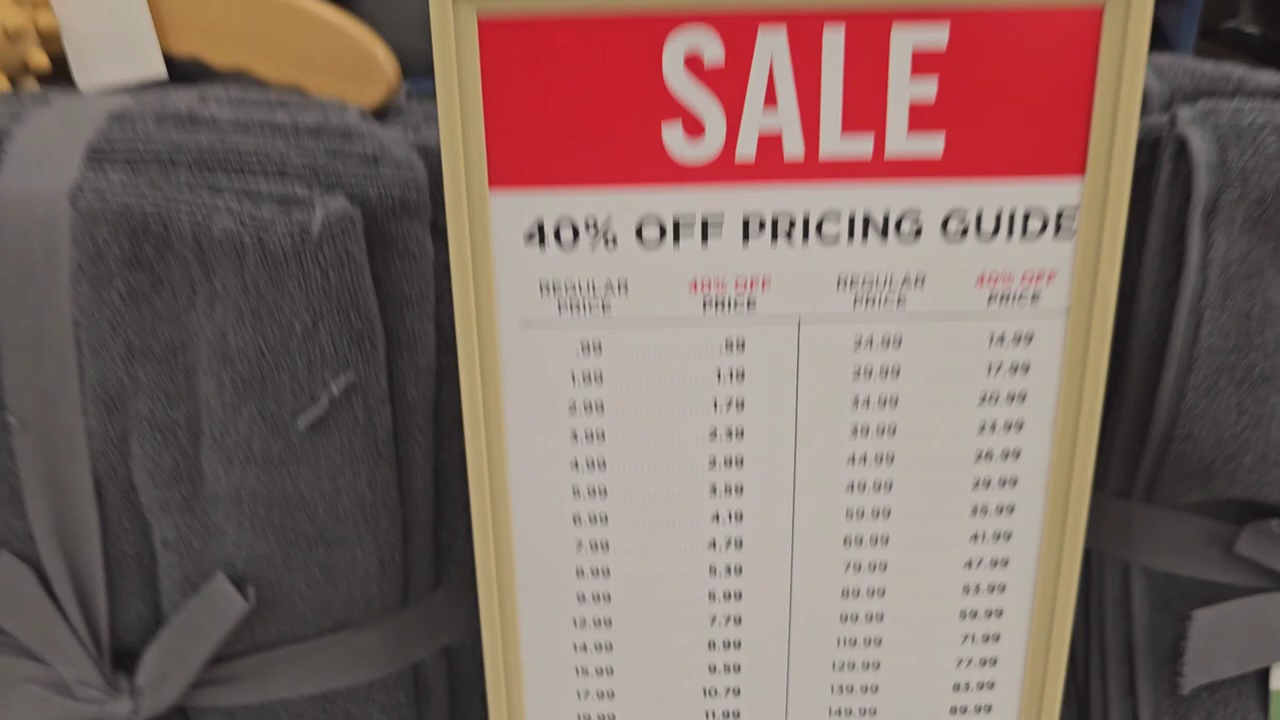 SALE
40% OFF PRICING GUIDE
REGULAR PRICE 40% OFF PRICE REGULAR PRICE 40% OFF PRICE
.99 .59 24.99 14.99
1.99 1.19 29.99 17.99
2.99 1.79 34.99 20.99
3.99 2.39 39.99 23.99
4.99 2.99 44.99 26.99
5.99 3.59 49.99 29.99
6.99 4.19 59.99 35.99
7.99 4.79 69.99 41.99
8.99 5.39 79.99 47.99
9.99 5.99 89.99 53.99
12.99 7.79 99.99 59.99
14.99 8.99 119.99 71.99
15.99 9.59 129.99 77.99
17.99 10.79 139.99 83.99
19.99 11.99 149.99 89.99